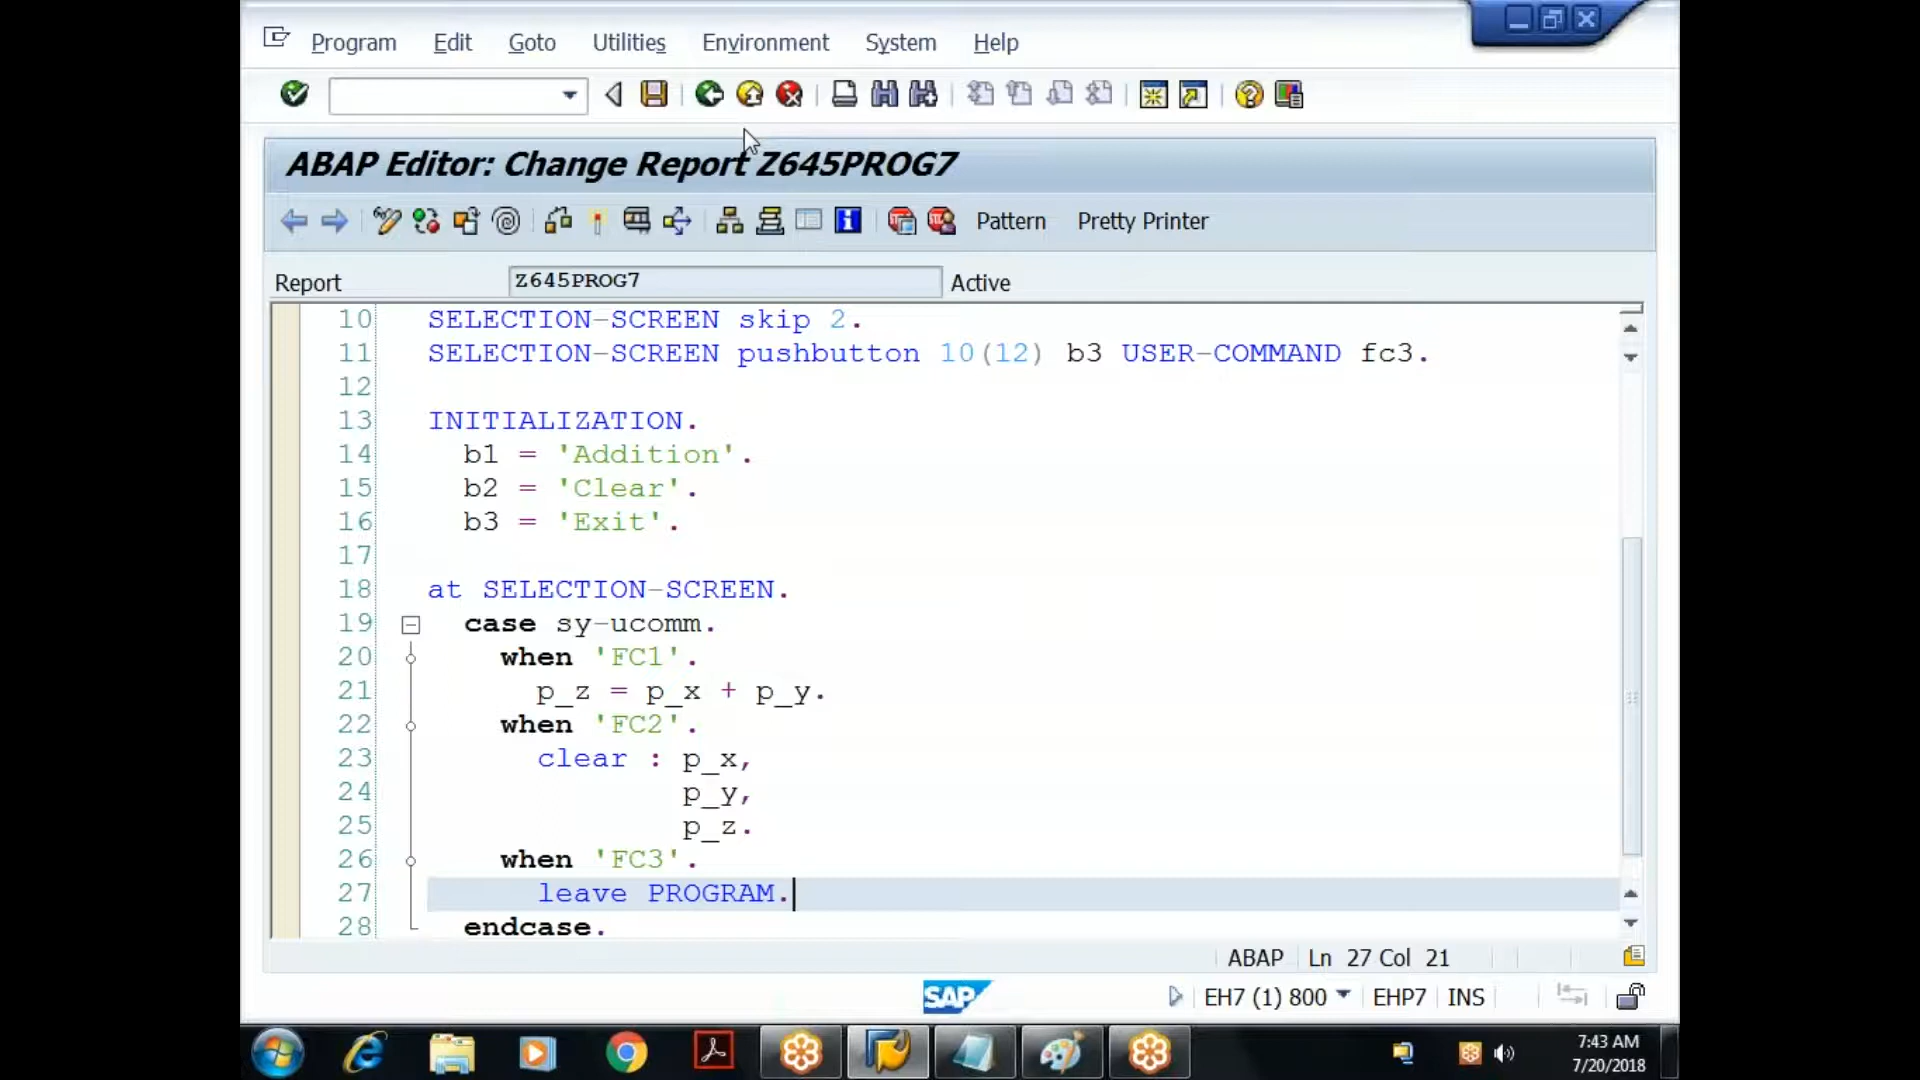 Program Edit Goto Utilities Environment System Help
ABAP Editor: Change Report Z645PROG7
Pattern Pretty Printer
Report Z645PROG7 Active
10 SELECTION-SCREEN skip 2.
11 SELECTION-SCREEN pushbutton 10(12) b3 USER-COMMAND fc3.
12
13 INITIALIZATION.
14 b1 = 'Addition'.
15 b2 = 'Clear'.
16 b3 = 'Exit'.
17
18 at SELECTION-SCREEN.
19 case sy-ucomm.
20 when 'FC1'.
21 p_z = p_x + p_y.
22 when 'FC2'.
23 clear : p_x,
24 p_y,
25 p_z.
26 when 'FC3'.
27 leave PROGRAM.
28 endcase.
ABAP Ln 27 Col 21
SAP EH7 (1) 800 EHP7 INS
7:43 AM
7/20/2018